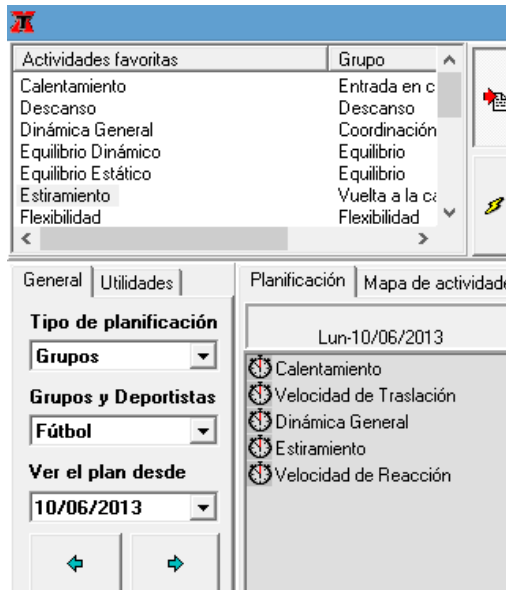 Actividades favoritas Grupo
Calentamiento Entrada en c
Descanso Descanso
Dinámica General Coordinación
Equilibrio Dinámico Equilibrio
Equilibrio Estático Equilibrio
Estiramiento Vuelta a la ca
Flexibilidad Flexibilidad
General Utilidades
Tipo de planificación
Grupos
Grupos y Deportistas
Fútbol
Ver el plan desde
10/06/2013
Planificación Mapa de actividade
Lun-10/06/2013
Calentamiento
Velocidad de Traslación
Dinámica General
Estiramiento
Velocidad de Reacción